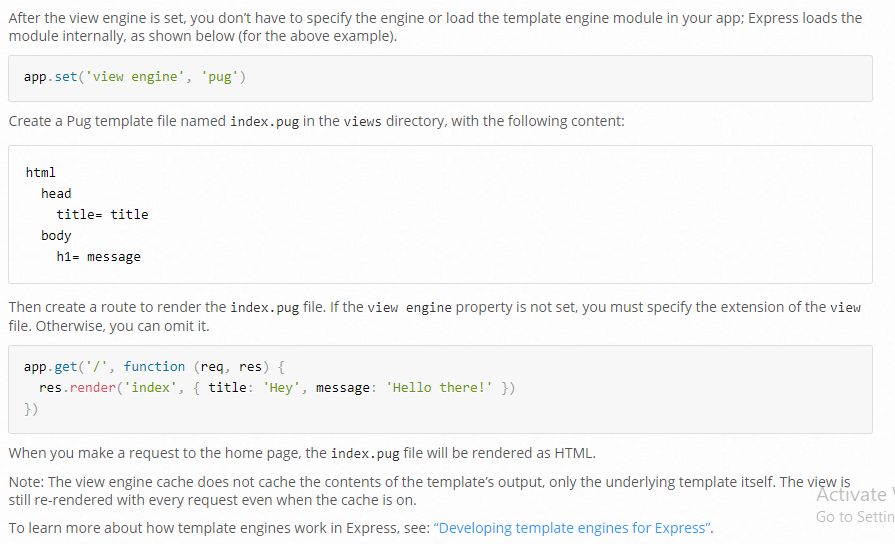 After the view engine is set, you don’t have to specify the engine or load the template engine module in your app; Express loads the
module internally, as shown below (for the above example).
app.set('view engine', 'pug')
Create a Pug template file named index.pug in the views directory, with the following content:
html
  head
    title= title
  body
    h1= message
Then create a route to render the index.pug file. If the view engine property is not set, you must specify the extension of the view
file. Otherwise, you can omit it.
app.get('/', function (req, res) {
  res.render('index', { title: 'Hey', message: 'Hello there!' })
})
When you make a request to the home page, the index.pug file will be rendered as HTML.
Note: The view engine cache does not cache the contents of the template’s output, only the underlying template itself. The view is
still re-rendered with every request even when the cache is on.
Activate
Go to Settin
To learn more about how template engines work in Express, see: “Developing template engines for Express”.